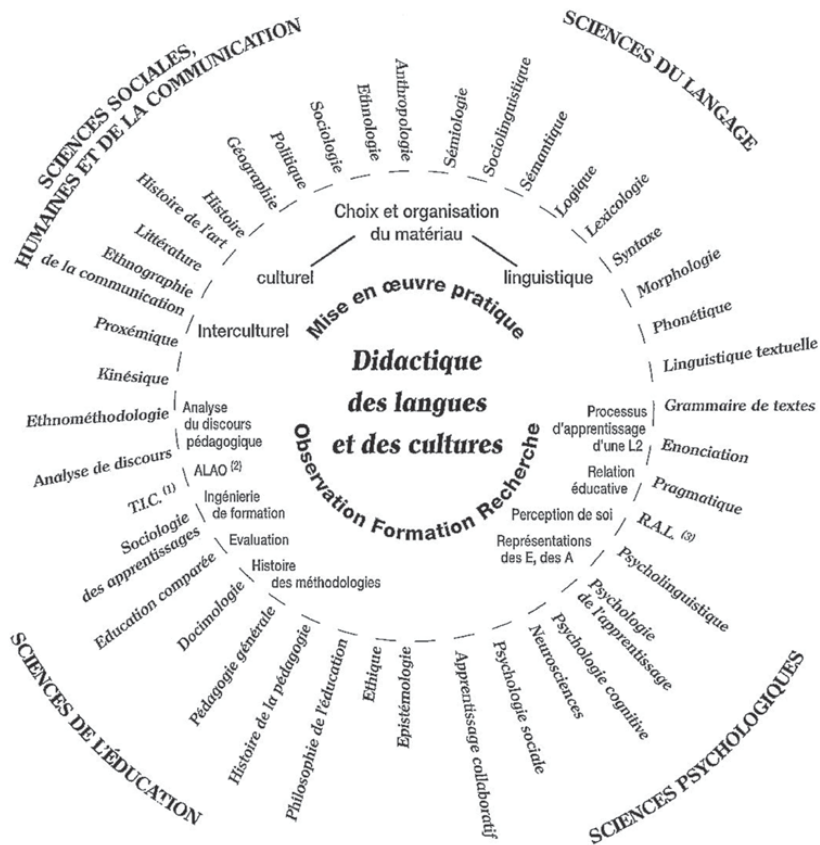 SCIENCES SOCIALES,
HUMAINES ET DE LA COMMUNICATION
SCIENCES DU LANGAGE
Kinésique
Proxémique
Ethnographie
de la communication
Littérature
Histoire de l'art
Histoire
Géographie
Politique
Sociologie
Ethnologie
Anthropologie
Sémiologie
Sociolinguistique
Sémantique
Logique
Lexicologie
Syntaxe
Morphologie
Phonétique
Linguistique textuelle
Grammaire de textes
Enonciation
Pragmatique
R.A.L. (3)
Psycholinguistique
Psychologie
de l'apprentissage
Psychologie cognitive
Neurosciences
Psychologie sociale
Apprentissage collaboratif
Epistémologie
Ethique
Philosophie de l'éducation
Histoire de la pédagogie
Pédagogie générale
Docimologie
Education comparée
Sociologie
des apprentissages
T.I.C. (1)
Analyse de discours
Ethnométhodologie
Choix et organisation
du matériau
culturel
linguistique
Interculturel
Mise en œuvre pratique
Didactique
des langues
et des cultures
Observation Formation Recherche
Analyse
du discours
pédagogique
ALAO (2)
Ingénierie
de formation
Evaluation
Histoire
des méthodologies
Processus
d'apprentissage
d'une L2
Relation
éducative
Perception de soi
Représentations
des E, des A
SCIENCES DE L'ÉDUCATION
SCIENCES PSYCHOLOGIQUES